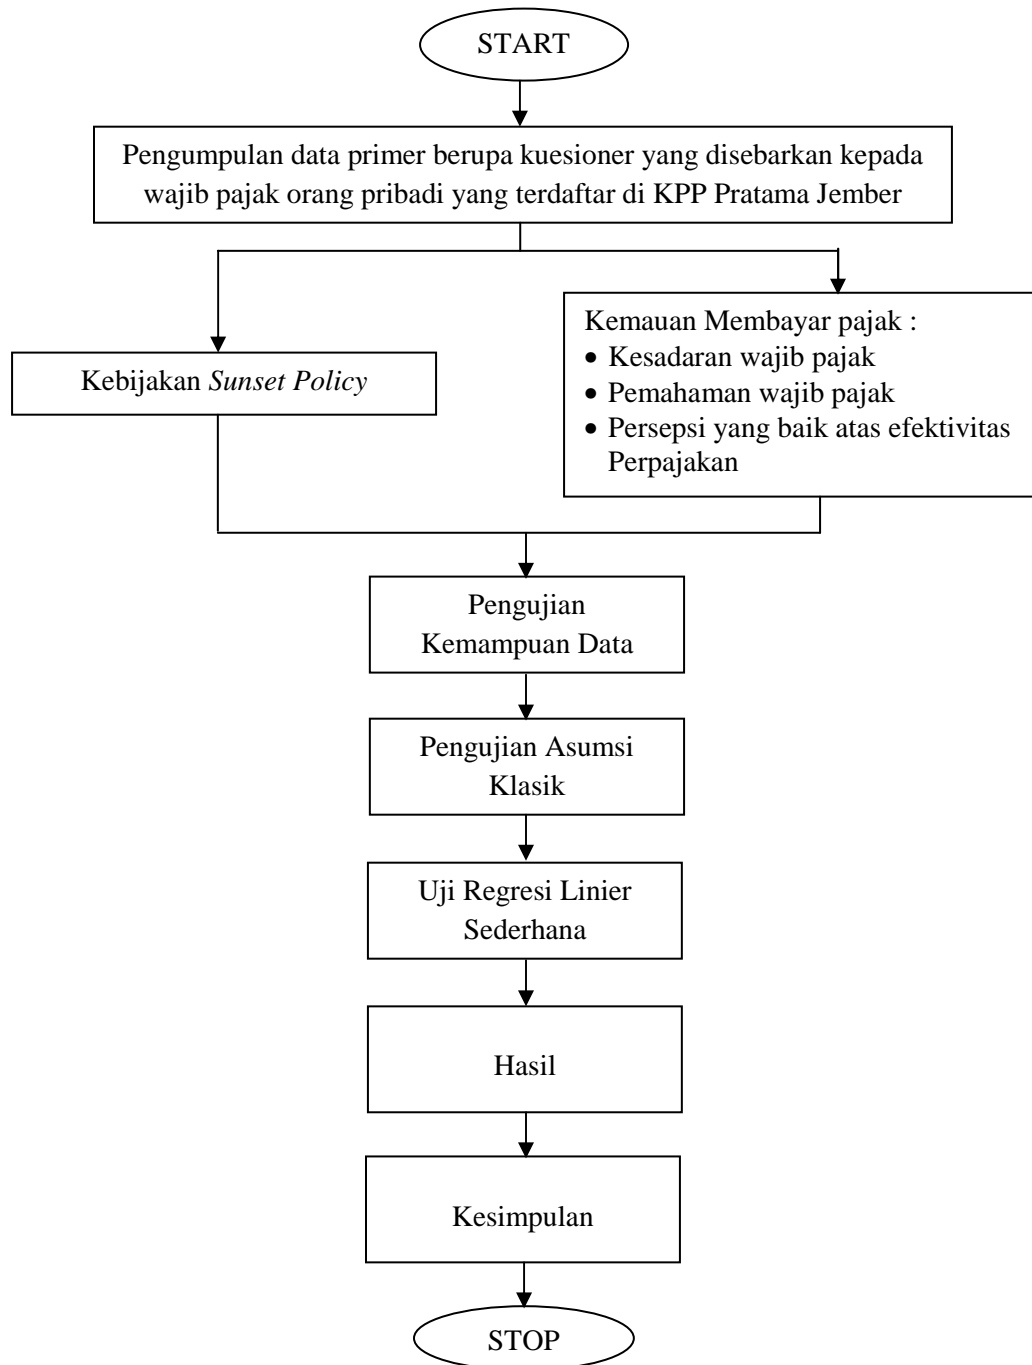 START
Pengumpulan data primer berupa kuesioner yang disebarkan kepada
wajib pajak orang pribadi yang terdaftar di KPP Pratama Jember
Kebijakan Sunset Policy
Kemauan Membayar pajak :
• Kesadaran wajib pajak
• Pemahaman wajib pajak
• Persepsi yang baik atas efektivitas
Perpajakan
Pengujian
Kemampuan Data
Pengujian Asumsi
Klasik
Uji Regresi Linier
Sederhana
Hasil
Kesimpulan
STOP